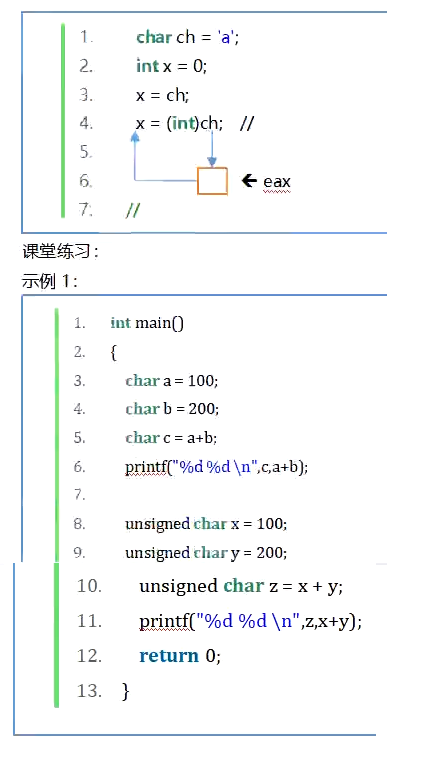 1. char ch = 'a';
2. int x = 0;
3. x = ch;
4. x = (int)ch; //
5.
6. 🡰 eax
7. //
课堂练习：
示例 1：
1. int main()
2. {
3. char a = 100;
4. char b = 200;
5. char c = a+b;
6. printf("%d %d \n",c,a+b);
7.
8. unsigned char x = 100;
9. unsigned char y = 200;
10. unsigned char z = x + y;
11. printf("%d %d \n",z,x+y);
12. return 0;
13. }